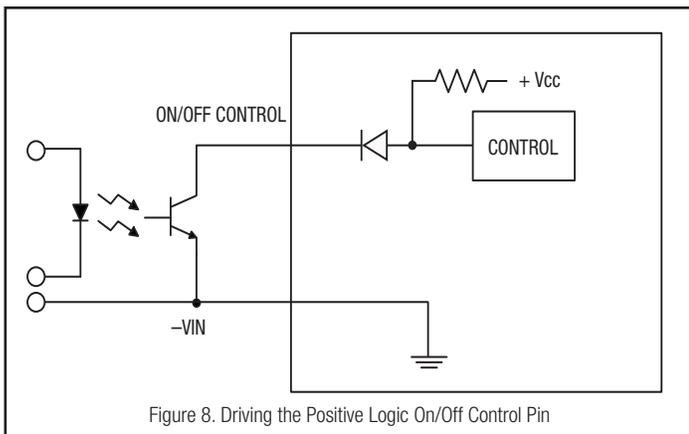 + Vcc
ON/OFF CONTROL
CONTROL
–VIN
Figure 8. Driving the Positive Logic On/Off Control Pin